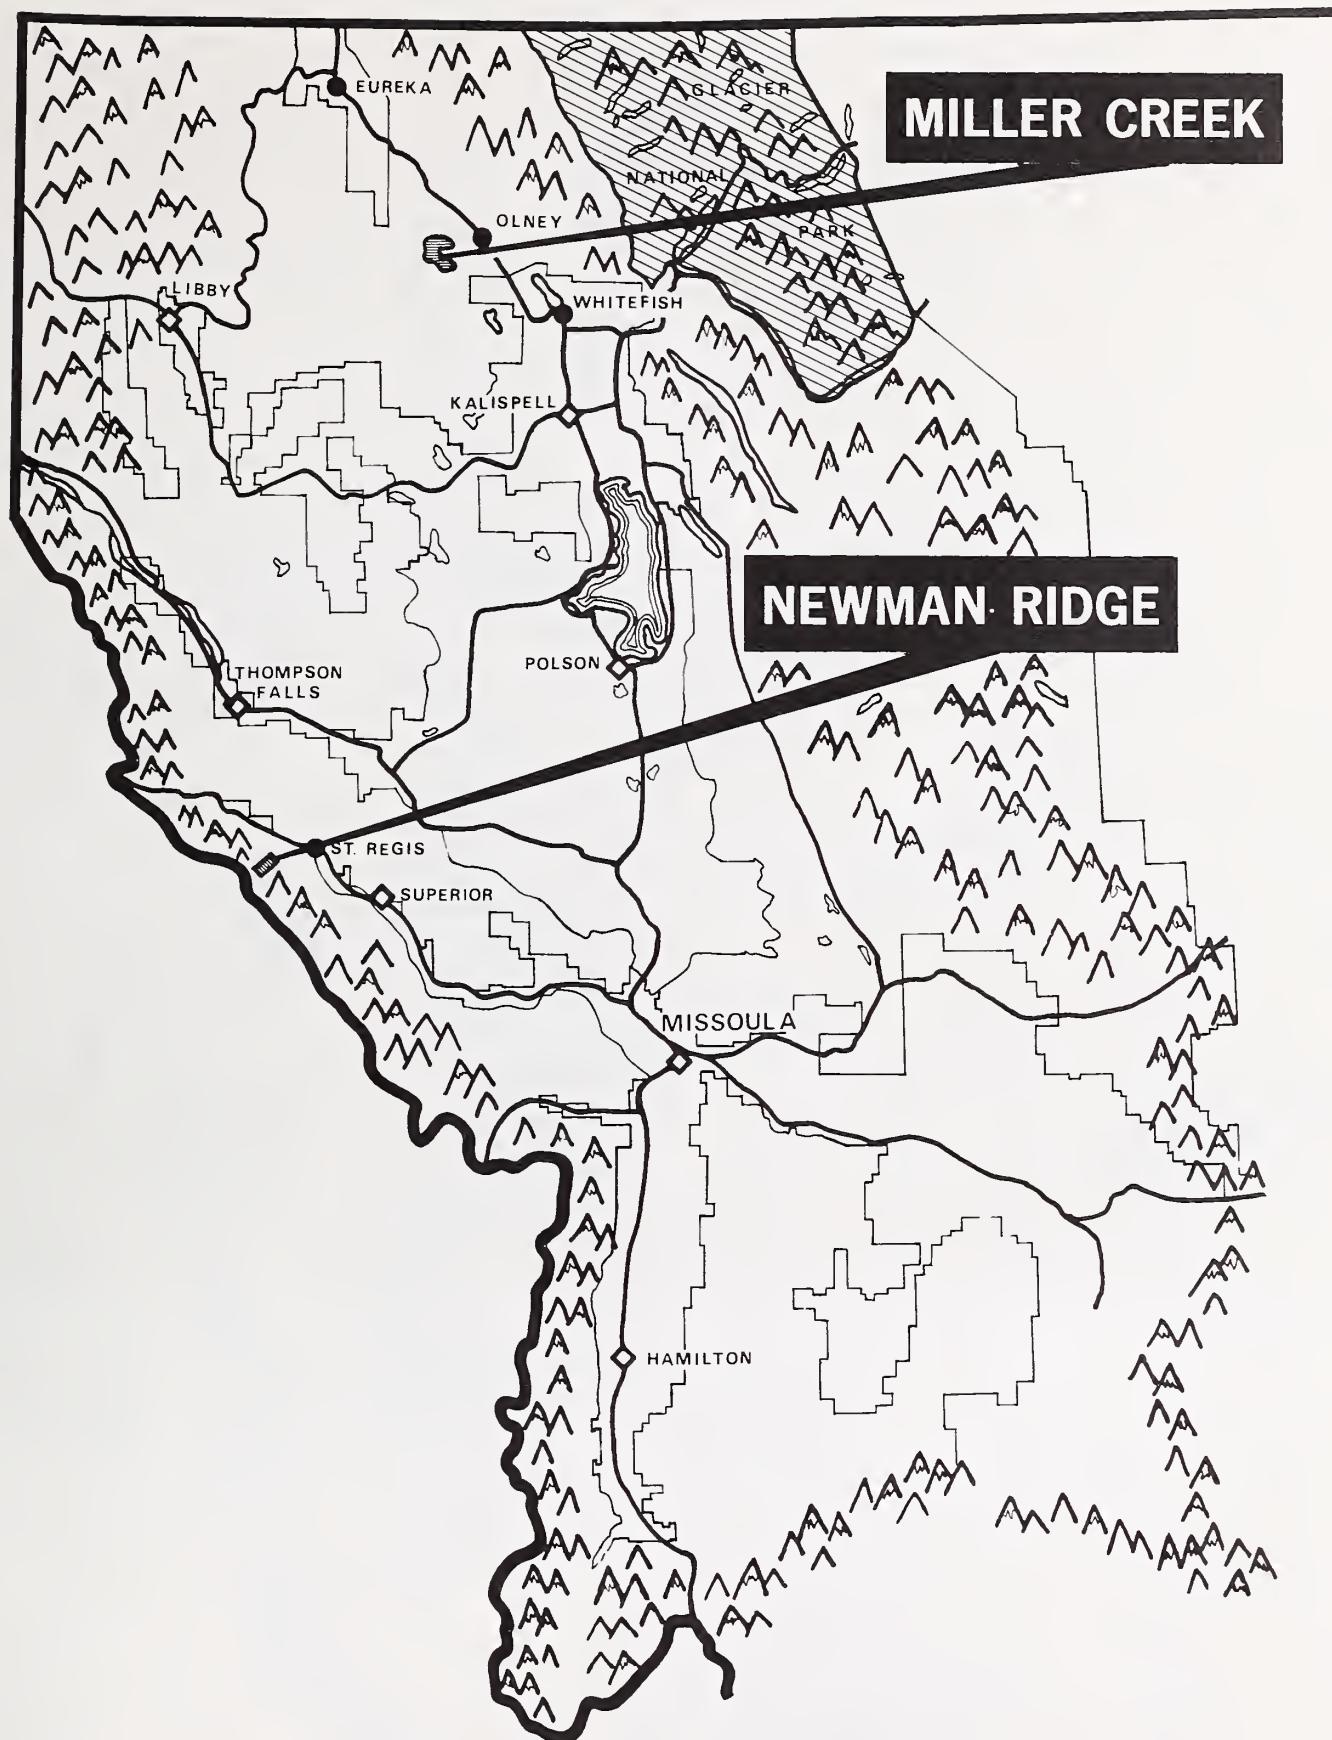 EUREKA
GLACIER
MILLER CREEK
NATIONAL
OLNEY
PARK
LIBBY
WHITEFISH
KALISPELL
NEWMAN RIDGE
POLSON
THOMPSON
FALLS
ST. REGIS
SUPERIOR
MISSOULA
HAMILTON